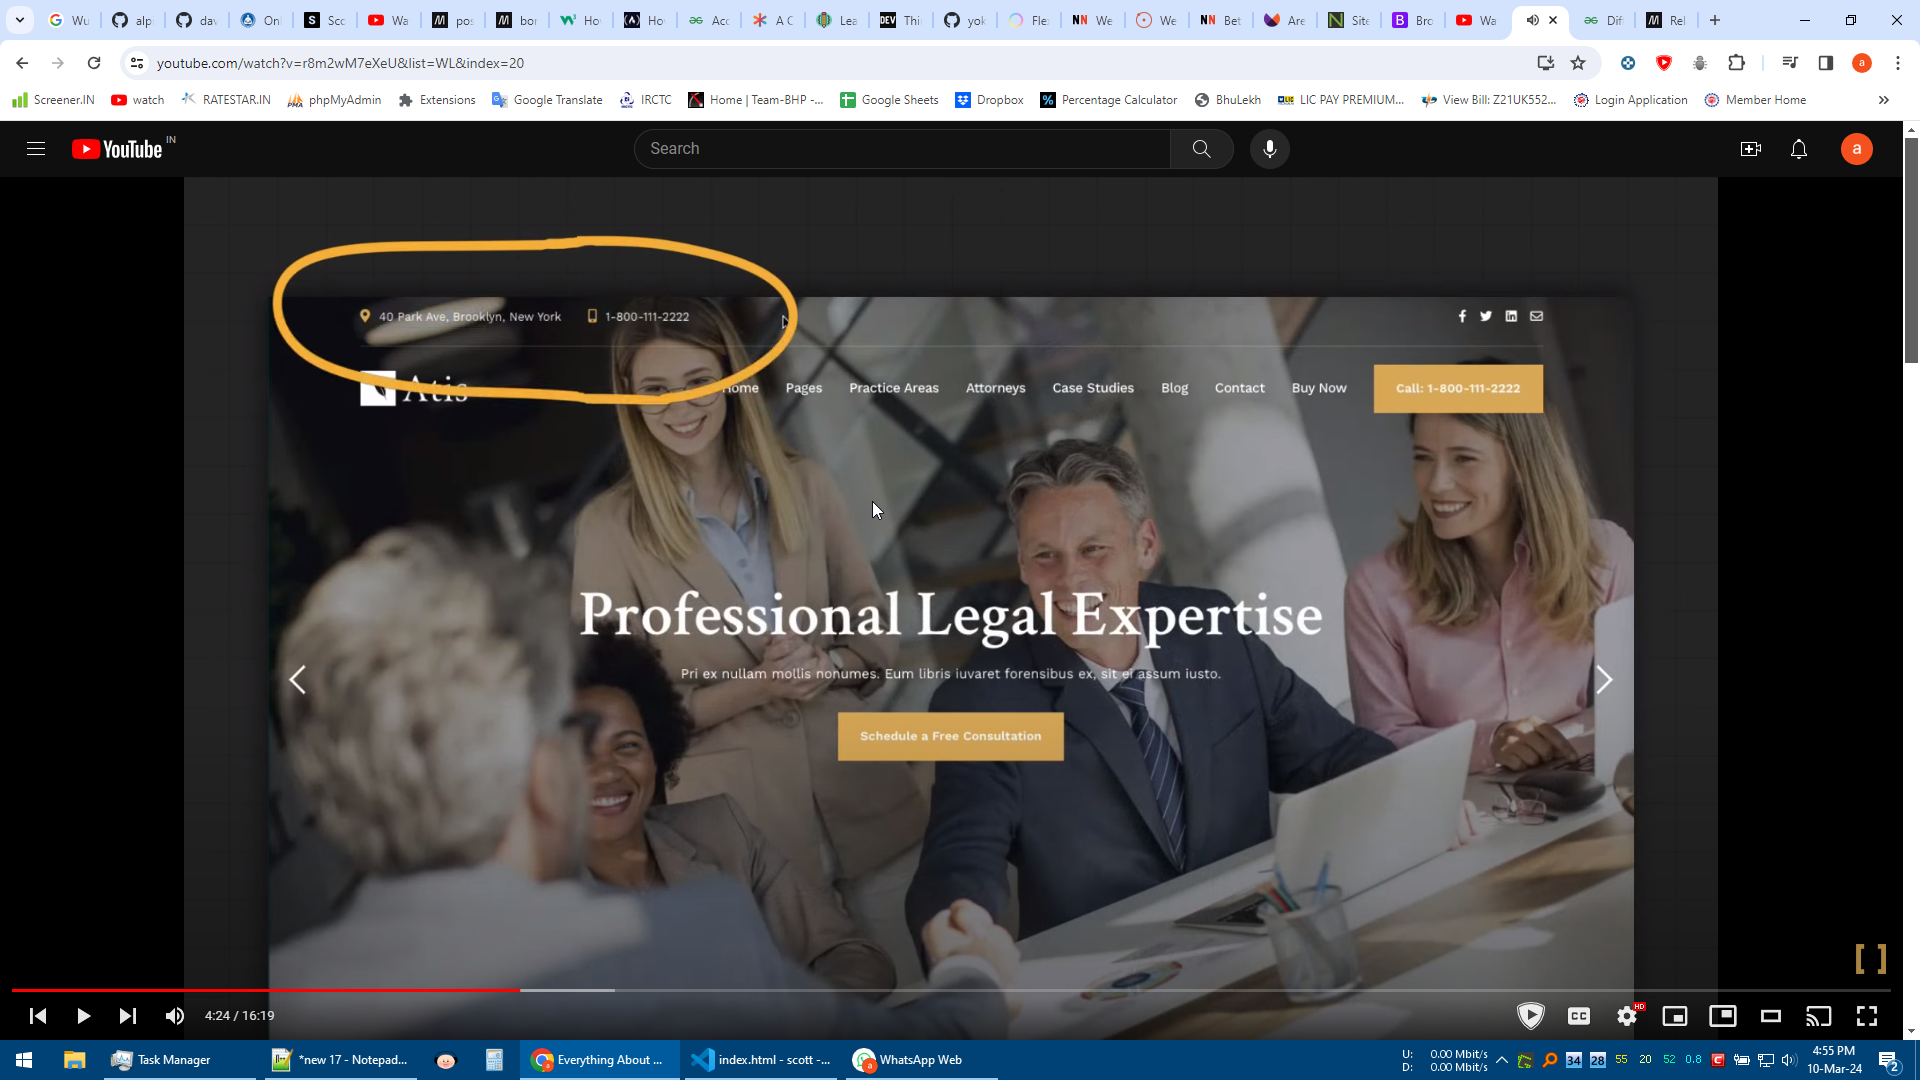 Wu
alp
dav
Onl
Sco
Wa
pos
bor
Ho
Ho
Acc
A C
Lea
DEV Thi
yok
Flex
We
We
Bet
Are
Site
Bro
Wa
Dif
Rel
youtube.com/watch?v=r8m2wM7eXeU&list=WL&index=20
a
Screener.IN
watch
RATESTAR.IN
phpMyAdmin
Extensions
Google Translate
IRCTC
Home | Team-BHP -...
Google Sheets
Dropbox
Percentage Calculator
BhuLekh
LIC PAY PREMIUM...
View Bill: Z21UK552...
Login Application
Member Home
YouTube IN
Search
a
40 Park Ave, Brooklyn, New York
1-800-111-2222
Atis
Home
Pages
Practice Areas
Attorneys
Case Studies
Blog
Contact
Buy Now
Call: 1-800-111-2222
Professional Legal Expertise
Pri ex nullam mollis nonumes. Eum libris iuvaret forensibus ex, sit ei assum iusto.
Schedule a Free Consultation
4:24 / 16:19
CC
HD
Task Manager
*new 17 - Notepad...
Everything About ...
index.html - scott -...
WhatsApp Web
U: 0.00 Mbit/s
D: 0.00 Mbit/s
34
28
55
20
52
0.8
4:55 PM
10-Mar-24
2